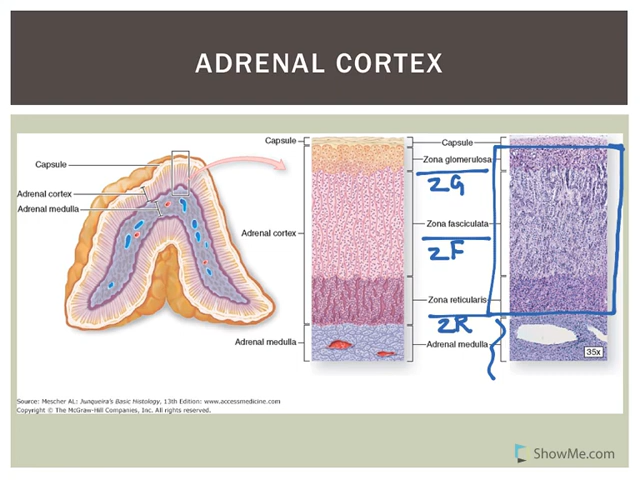 ADRENAL CORTEX
Capsule
Adrenal cortex
Adrenal medulla
Capsule
Adrenal cortex
Adrenal medulla
Capsule
Zona glomerulosa
ZG
Zona fasciculata
ZF
Zona reticularis
ZR
Adrenal medulla
35x
Source: Mescher AL: Junqueira's Basic Histology, 13th Edition: www.accessmedicine.com
Copyright © The McGraw-Hill Companies, Inc. All rights reserved.
ShowMe.com